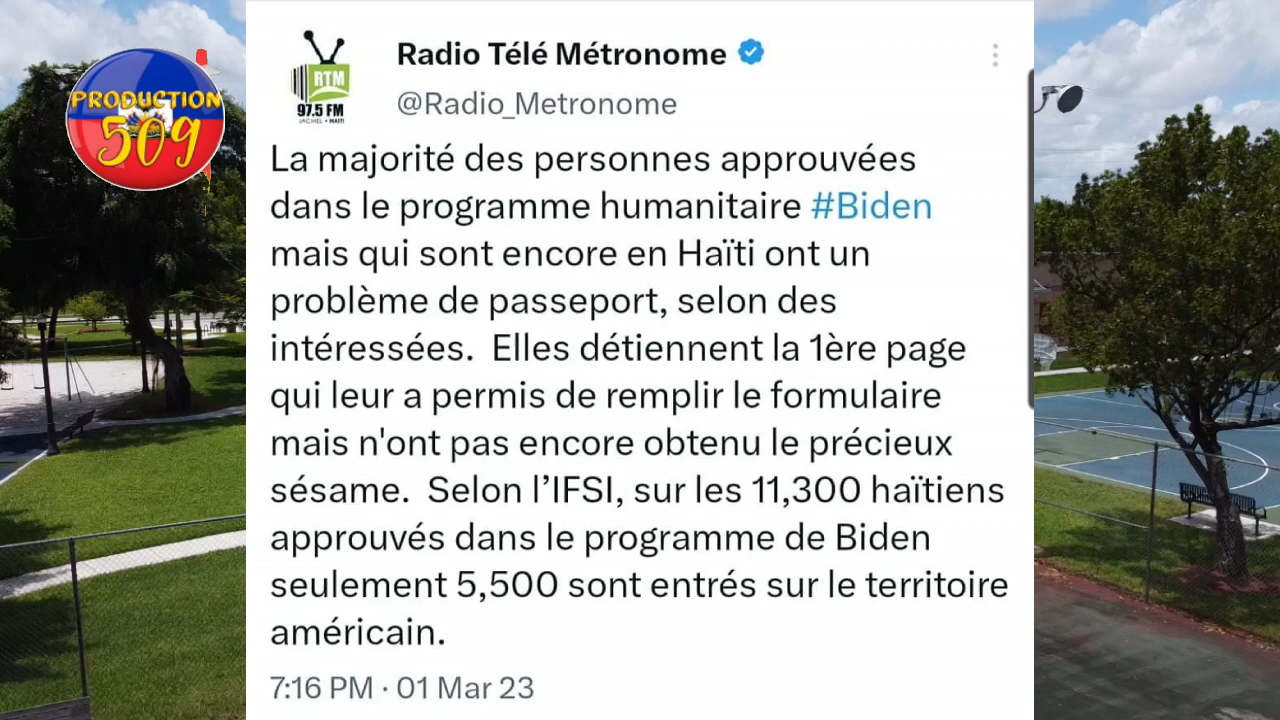 PRODUCTION
509
RTM
97.5 FM
JACMEL • HAITI
Radio Télé Métronome
@Radio_Metronome
La majorité des personnes approuvées
dans le programme humanitaire #Biden
mais qui sont encore en Haïti ont un
problème de passeport, selon des
intéressées.  Elles détiennent la 1ère page
qui leur a permis de remplir le formulaire
mais n'ont pas encore obtenu le précieux
sésame.  Selon l’IFSI, sur les 11,300 haïtiens
approuvés dans le programme de Biden
seulement 5,500 sont entrés sur le territoire
américain.
7:16 PM · 01 Mar 23